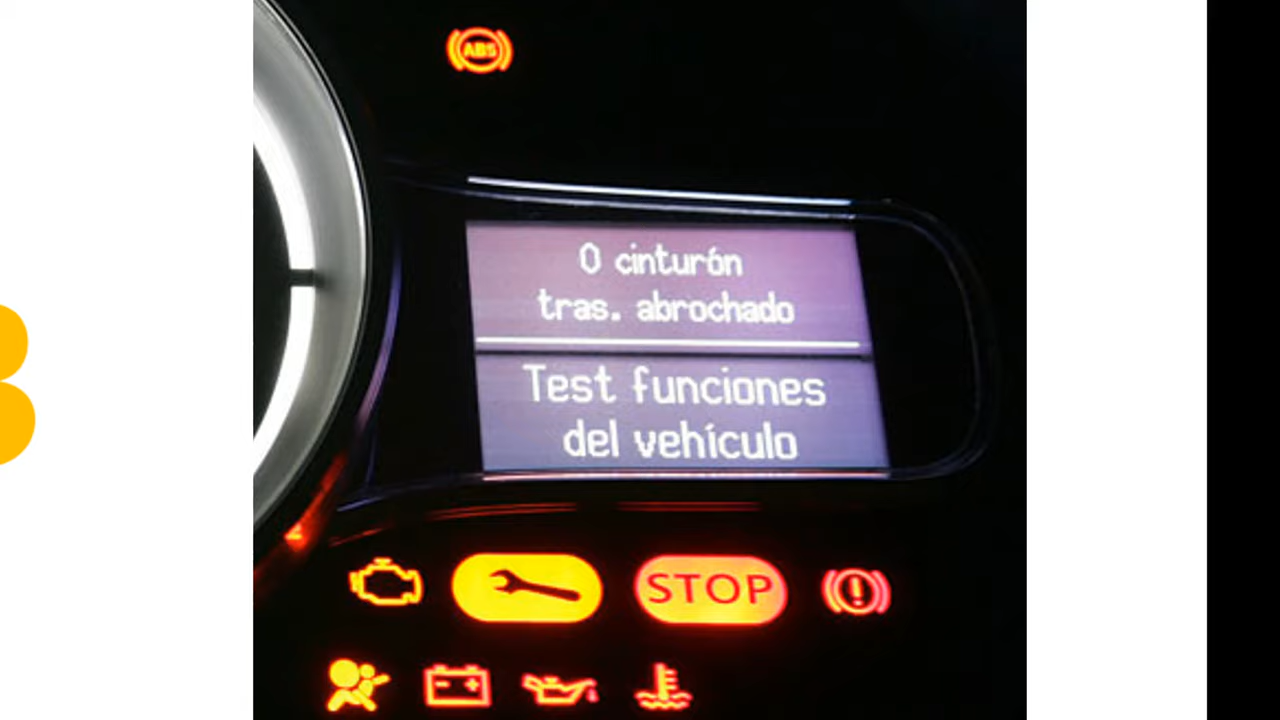 ABS
0 cinturón
tras. abrochado
Test funciones
del vehículo
STOP